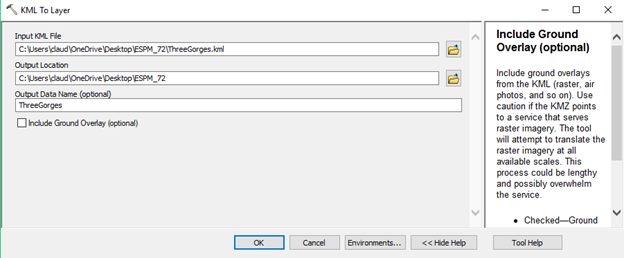 KML To Layer
Input KML File
C:\Users\claud\OneDrive\Desktop\ESPM_72\ThreeGorges.kml
Output Location
C:\Users\claud\OneDrive\Desktop\ESPM_72
Output Data Name (optional)
ThreeGorges
Include Ground Overlay (optional)
Include Ground
Overlay (optional)
Include ground overlays
from the KML (raster, air
photos, and so on). Use
caution if the KMZ points
to a service that serves
raster imagery. The tool
will attempt to translate the
raster imagery at all
available scales. This
process could be lengthy
and possibly overwhelm
the service.
• Checked—Ground
OK
Cancel
Environments...
<< Hide Help
Tool Help